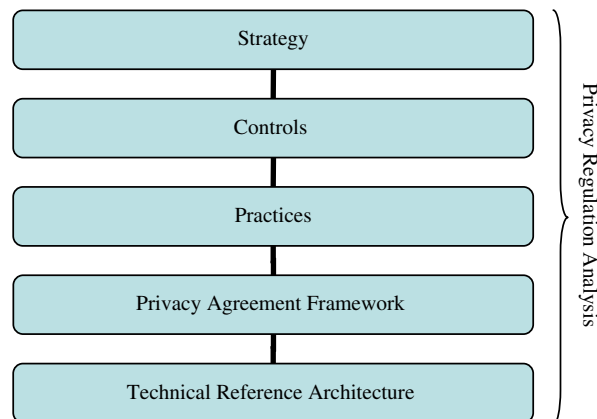 Strategy
Controls
Practices
Privacy Agreement Framework
Technical Reference Architecture
Privacy Regulation Analysis